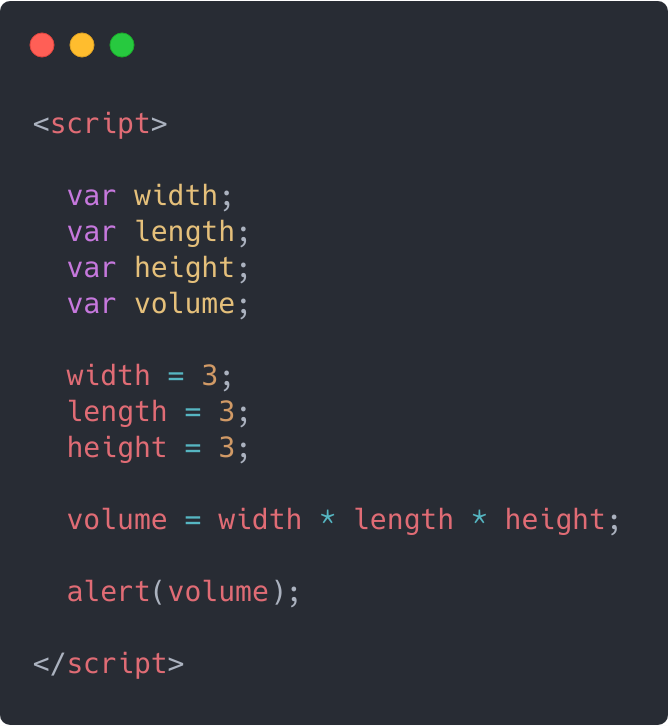 <script>
var width;
var length;
var height;
var volume;
width = 3;
length = 3;
height = 3;
volume = width * length * height;
alert(volume);
</script>